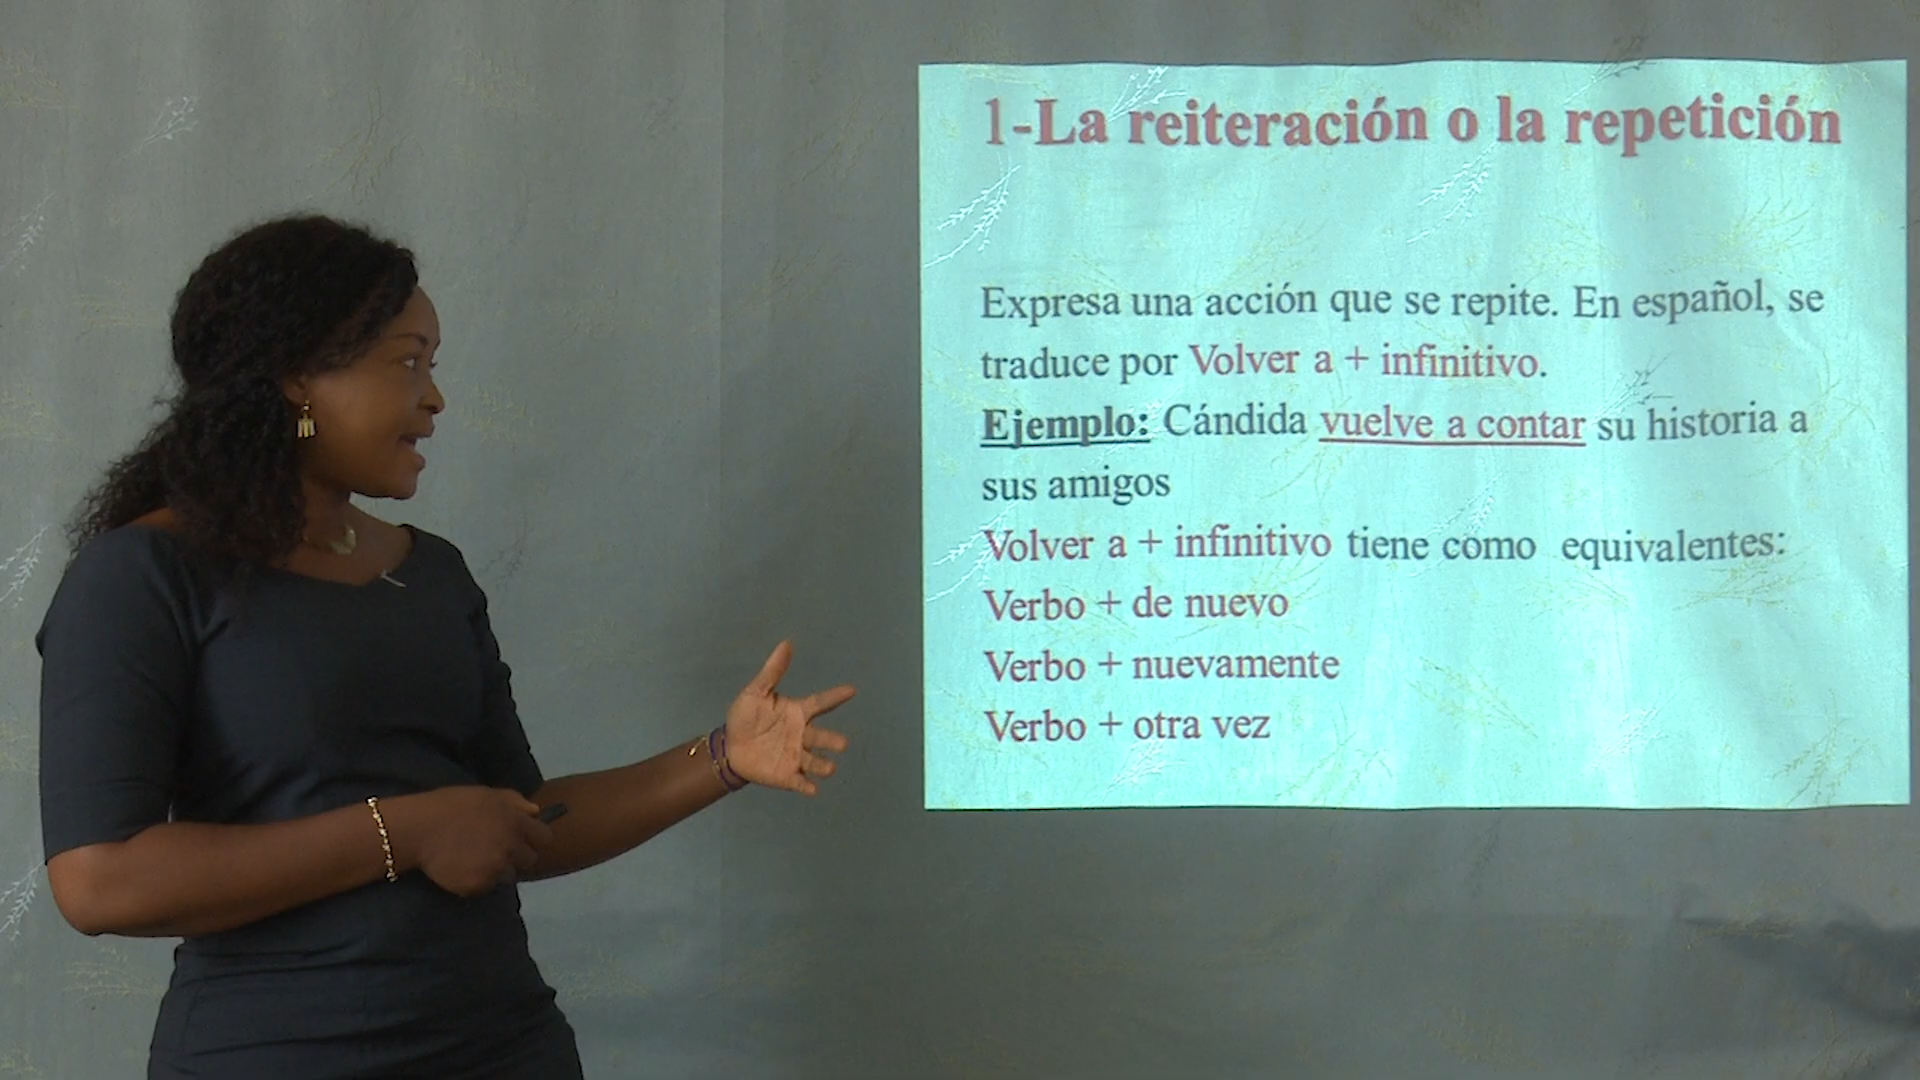 1-La reiteración o la repetición
Expresa una acción que se repite. En español, se
traduce por Volver a + infinitivo.
Ejemplo: Cándida vuelve a contar su historia a
sus amigos
Volver a + infinitivo tiene como equivalentes:
Verbo + de nuevo
Verbo + nuevamente
Verbo + otra vez